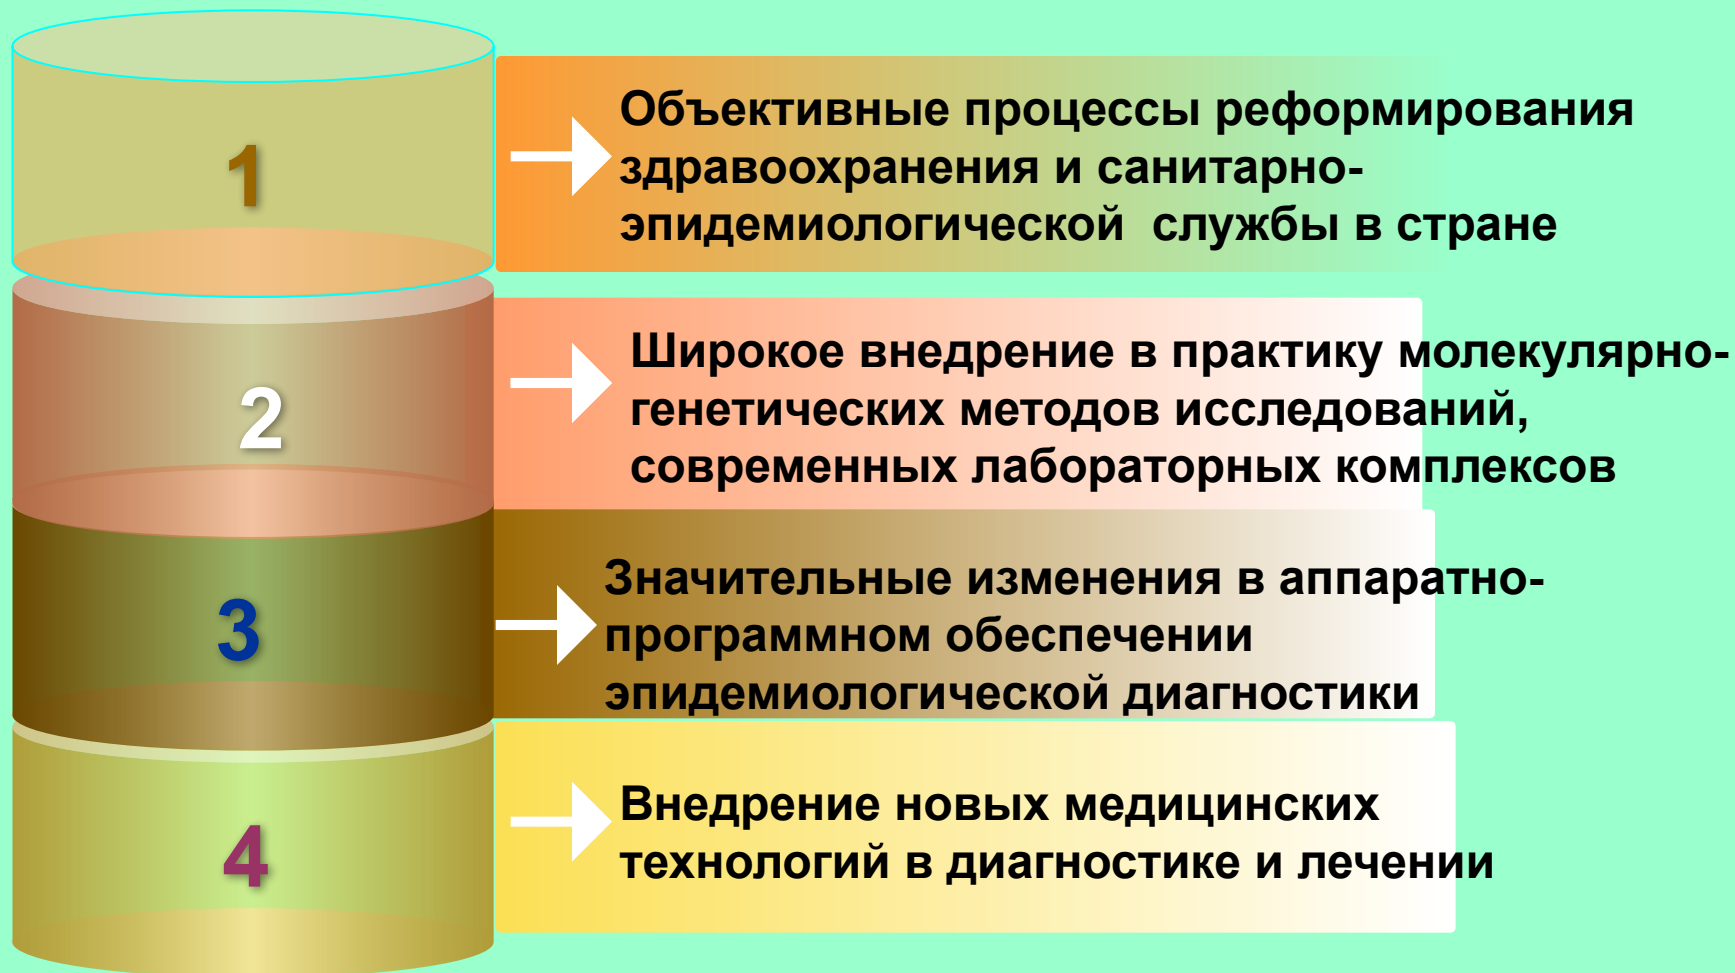 1
Объективные процессы реформирования
здравоохранения и санитарно-
эпидемиологической службы в стране
2
Широкое внедрение в практику молекулярно-
генетических методов исследований,
современных лабораторных комплексов
3
Значительные изменения в аппаратно-
программном обеспечении
эпидемиологической диагностики
4
Внедрение новых медицинских
технологий в диагностике и лечении